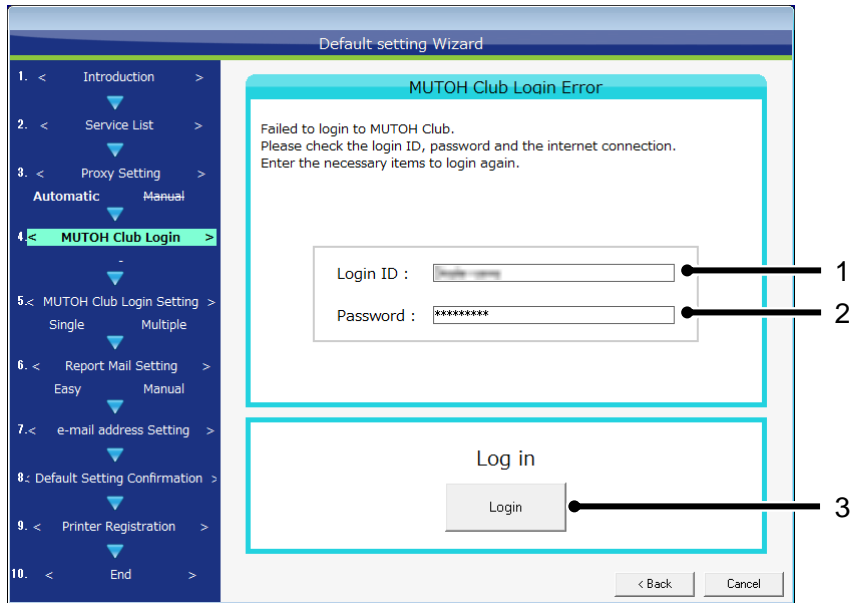 Default setting Wizard
1. < Introduction >
2. < Service List >
3. < Proxy Setting >
Automatic Manual
4.< MUTOH Club Login >
-
5.< MUTOH Club Login Setting >
Single Multiple
6. < Report Mail Setting >
Easy Manual
7.< e-mail address Setting >
8.< Default Setting Confirmation >
9. < Printer Registration >
10. < End >
MUTOH Club Login Error
Failed to login to MUTOH Club.
Please check the login ID, password and the internet connection.
Enter the necessary items to login again.
Login ID :
1
Password : *********
2
Log in
Login
3
< Back Cancel